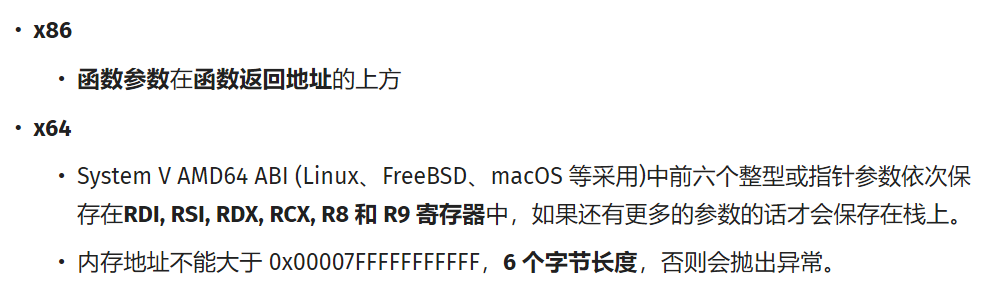 • x86
• 函数参数在函数返回地址的上方
• x64
• System V AMD64 ABI (Linux、FreeBSD、macOS 等采用)中前六个整型或指针参数依次保
存在RDI, RSI, RDX, RCX, R8 和 R9 寄存器中，如果还有更多的参数的话才会保存在栈上。
• 内存地址不能大于 0x00007FFFFFFFFFFF，6 个字节长度，否则会抛出异常。